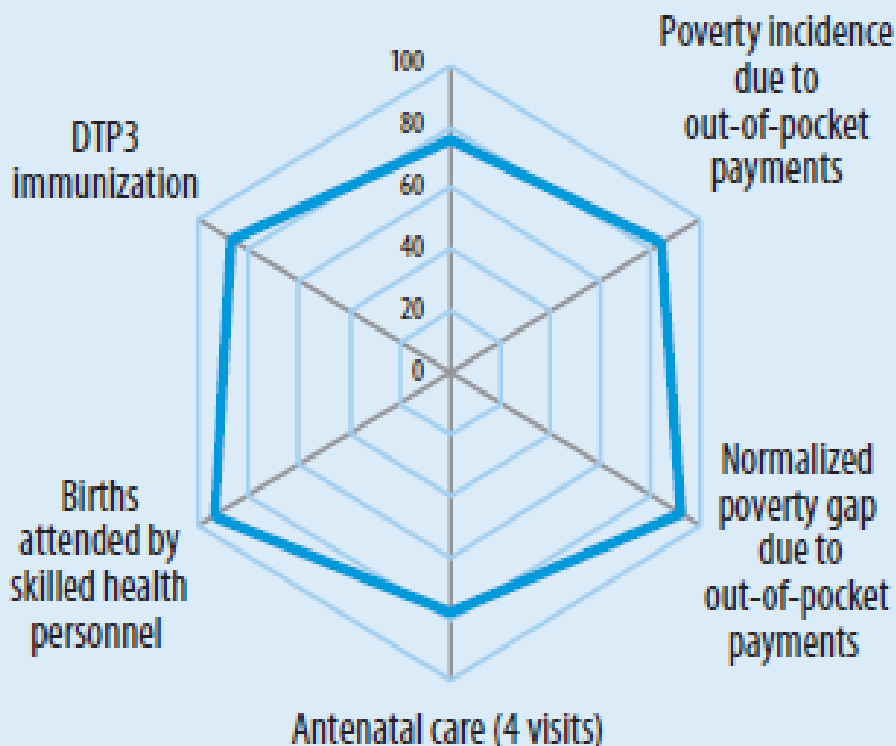 Poverty incidence
due to
out-of-pocket
payments
100
80
60
40
20
0
DTP3
immunization
Normalized
poverty gap
due to
out-of-pocket
payments
Births
attended by
skilled health
personnel
Antenatal care (4 visits)